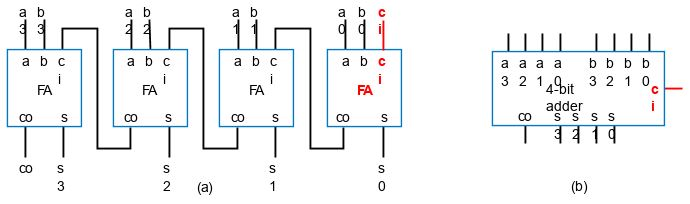 a b a b a b a b c
3 3 2 2 1 1 0 0 i
a b c a b c a b c a b c
i i i i
FA FA FA FA
co s co s co s co s
co s s s s
3 2 1 0
(a)
a a a a b b b b
3 2 1 0 3 2 1 0
c
i
4-bit
adder
co s s s s
3 2 1 0
(b)